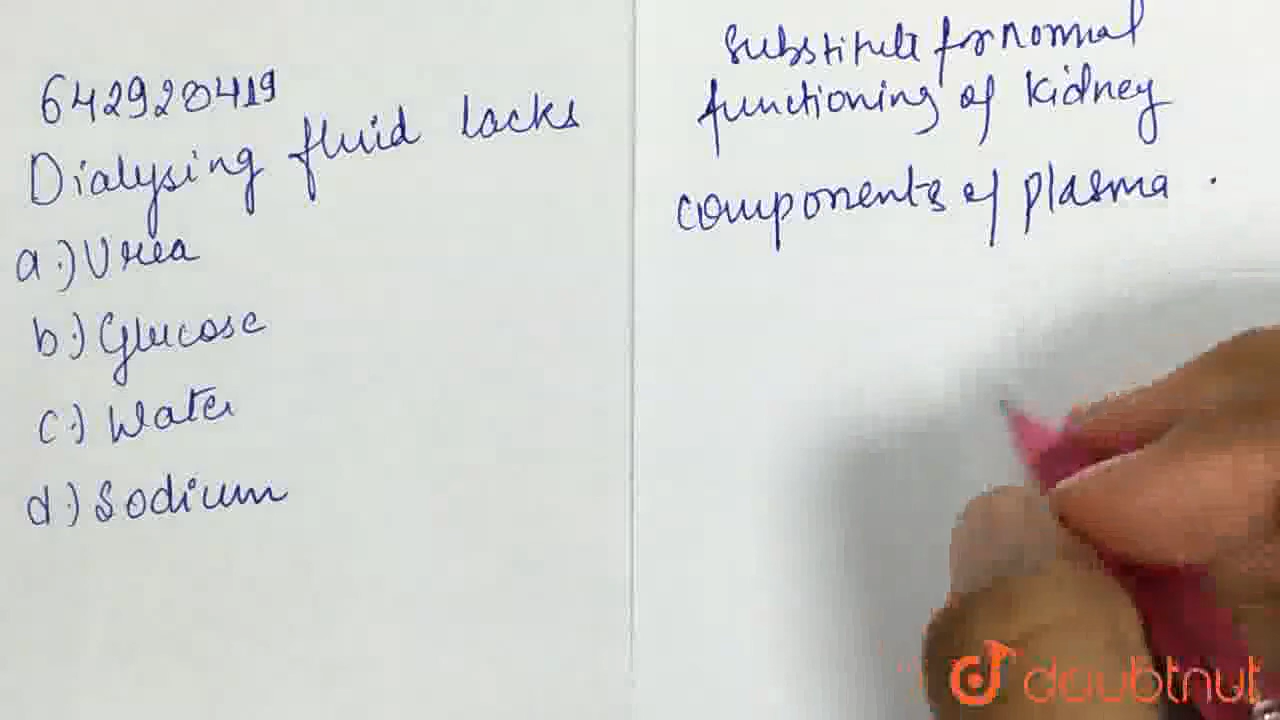 642920419
Dialysing fluid lacks
a.) Urea
b.) Glucose
c.) Water
d.) Sodium
Substitute for normal
functioning of kidney
components of plasma.
doubtnut